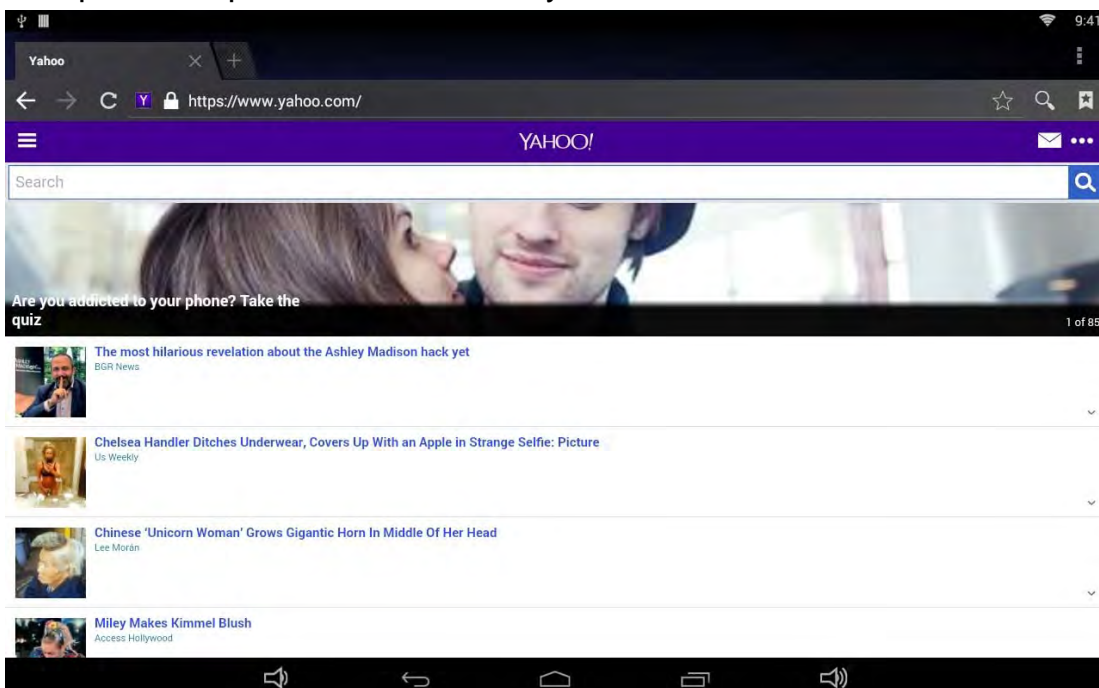 9:41
Yahoo
https://www.yahoo.com/
YAHOO!
Search
Are you addicted to your phone? Take the
quiz
1 of 85
The most hilarious revelation about the Ashley Madison hack yet
BGR News
Chelsea Handler Ditches Underwear, Covers Up With an Apple in Strange Selfie: Picture
Us Weekly
Chinese ‘Unicorn Woman’ Grows Gigantic Horn In Middle Of Her Head
Lee Moran
Miley Makes Kimmel Blush
Access Hollywood